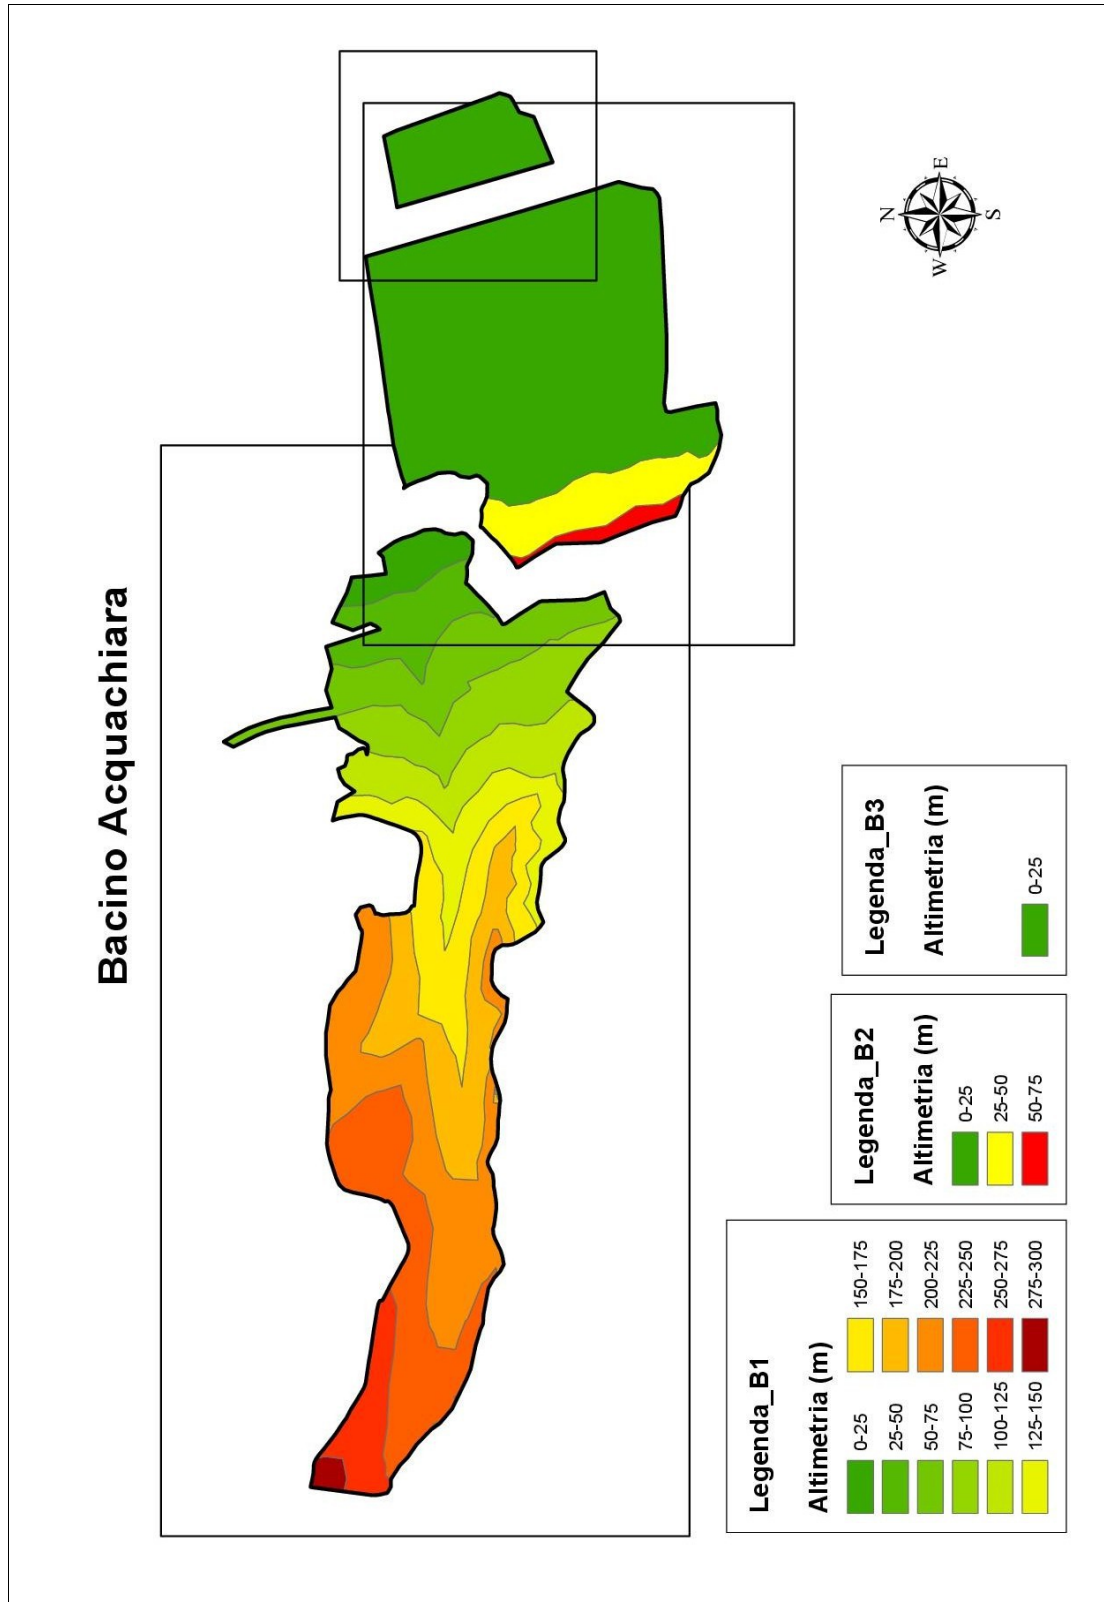 Bacino Acquachiara
N
W
E
S
Legenda_B1
Altimetria (m)
0-25
25-50
50-75
75-100
100-125
125-150
150-175
175-200
200-225
225-250
250-275
275-300
Legenda_B2
Altimetria (m)
0-25
25-50
50-75
Legenda_B3
Altimetria (m)
0-25